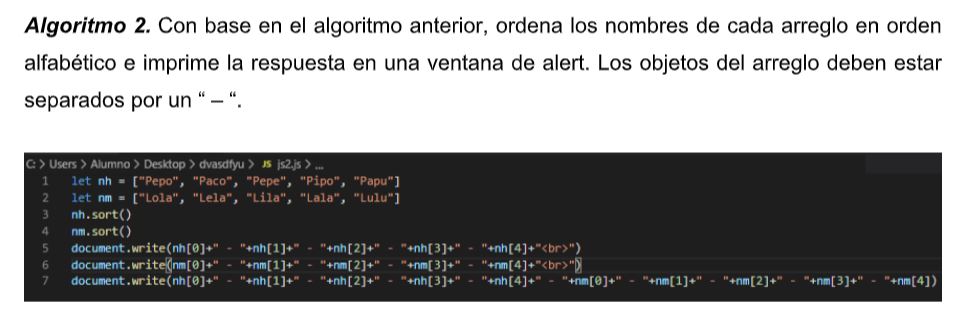 Algoritmo 2. Con base en el algoritmo anterior, ordena los nombres de cada arreglo en orden
alfabético e imprime la respuesta en una ventana de alert. Los objetos del arreglo deben estar
separados por un “ – “.
C: > Users > Alumno > Desktop > dvasdfyu > JS js2.js > ...
1 let nh = ["Pepo", "Paco", "Pepe", "Pipo", "Papu"]
2 let nm = ["Lola", "Lela", "Lila", "Lala", "Lulu"]
3 nh.sort()
4 nm.sort()
5 document.write(nh[0]+" - "+nh[1]+" - "+nh[2]+" - "+nh[3]+" - "+nh[4]+"<br>")
6 document.write(nm[0]+" - "+nm[1]+" - "+nm[2]+" - "+nm[3]+" - "+nm[4]+"<br>")
7 document.write(nh[0]+" - "+nh[1]+" - "+nh[2]+" - "+nh[3]+" - "+nh[4]+" - "+nm[0]+" - "+nm[1]+" - "+nm[2]+" - "+nm[3]+" - "+nm[4])